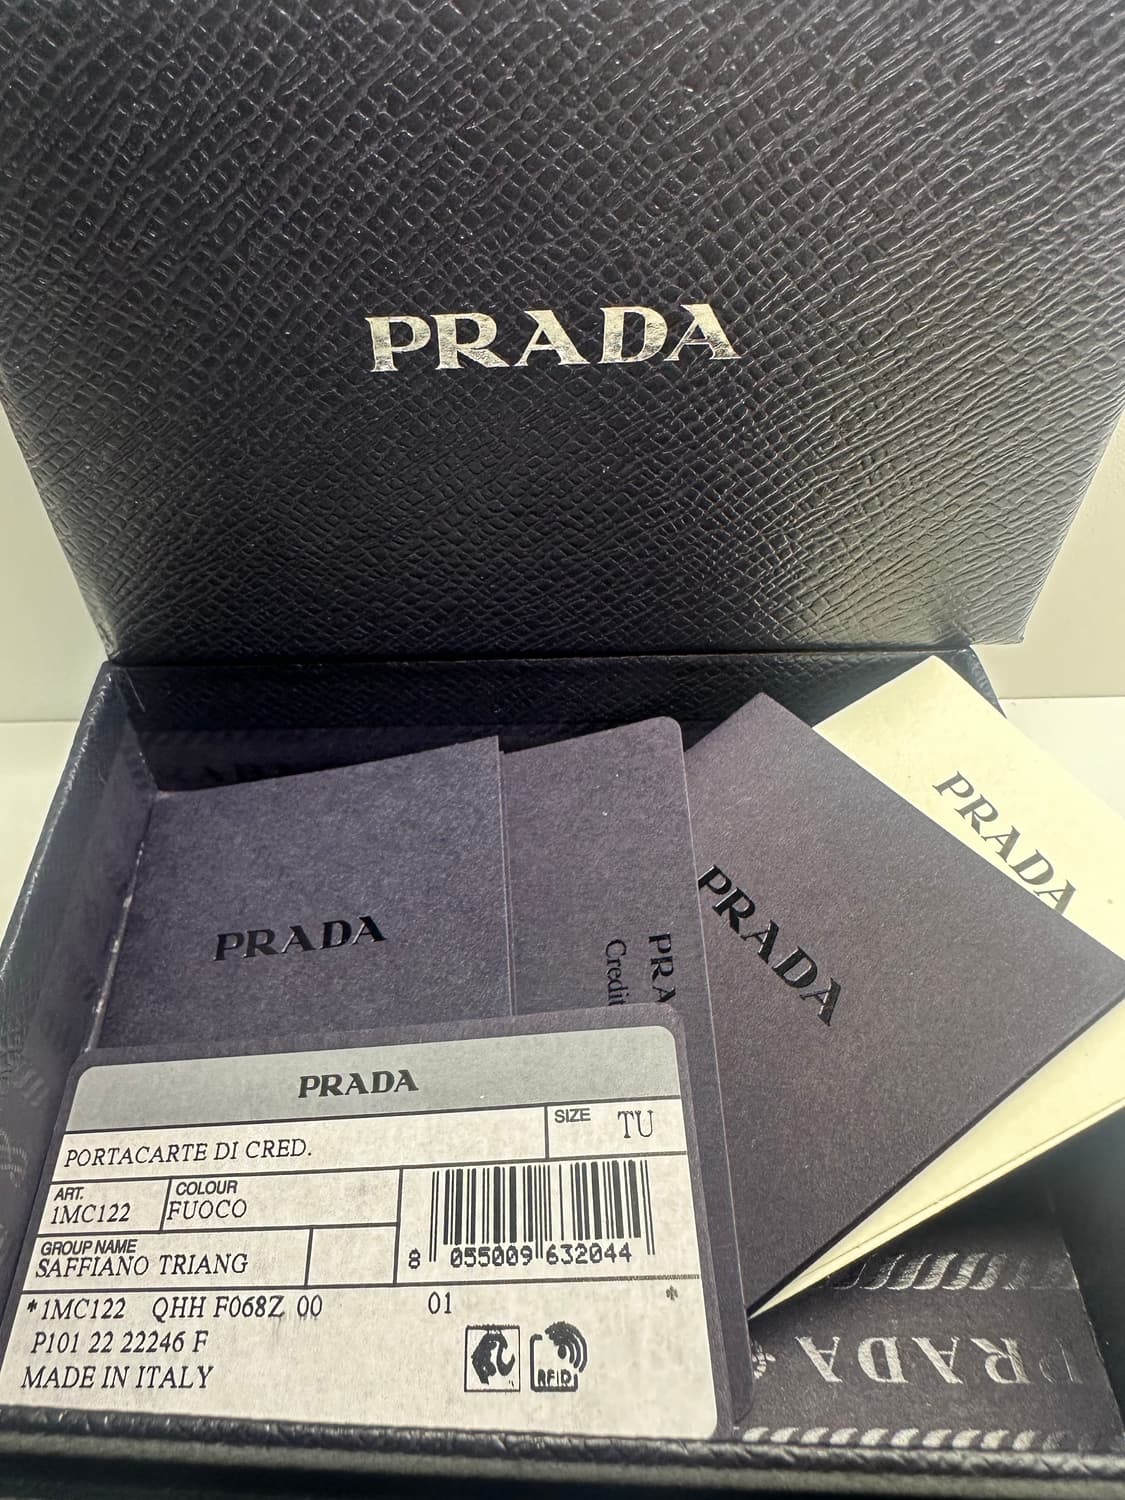 PRADA
PRADA
PRA
Credit
PRADA
PRADA
PRADA
PORTACARTE DI CRED.
SIZE TU
ART.
1MC122
COLOUR
FUOCO
GROUP NAME
SAFFIANO TRIANG
8 055009 632044
*1MC122 QHH F068Z 00 01 *
P101 22 22246 F
MADE IN ITALY
RFID
PRADA